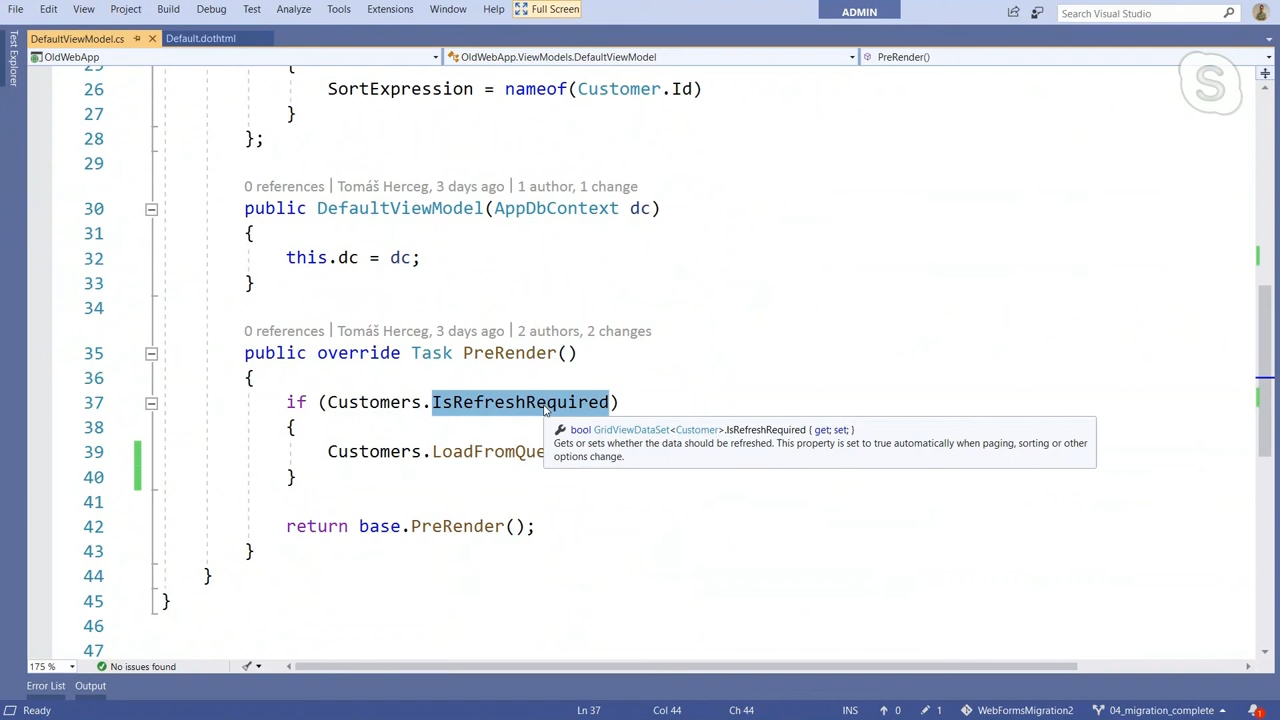 File Edit View Project Build Debug Test Analyze Tools Extensions Window Help Full Screen ADMIN Search Visual Studio
DefaultViewModel.cs Default.dothtml
Test Explorer
OldWebApp OldWebApp.ViewModels.DefaultViewModel PreRender()
25 {
26 SortExpression = nameof(Customer.Id)
27 }
28 };
29
0 references | Tomáš Herceg, 3 days ago | 1 author, 1 change
30 public DefaultViewModel(AppDbContext dc)
31 {
32 this.dc = dc;
33 }
34
0 references | Tomáš Herceg, 3 days ago | 2 authors, 2 changes
35 public override Task PreRender()
36 {
37 if (Customers.IsRefreshRequired)
38 {
bool GridViewDataSet<Customer>.IsRefreshRequired { get; set; }
Gets or sets whether the data should be refreshed. This property is set to true automatically when paging, sorting or other
options change.
39 Customers.LoadFromQue
40 }
41
42 return base.PreRender();
43 }
44 }
45 }
46
47
175 % No issues found
Error List Output
Ready Ln 37 Col 44 Ch 44 INS 0 1 WebFormsMigration2 04_migration_complete 1